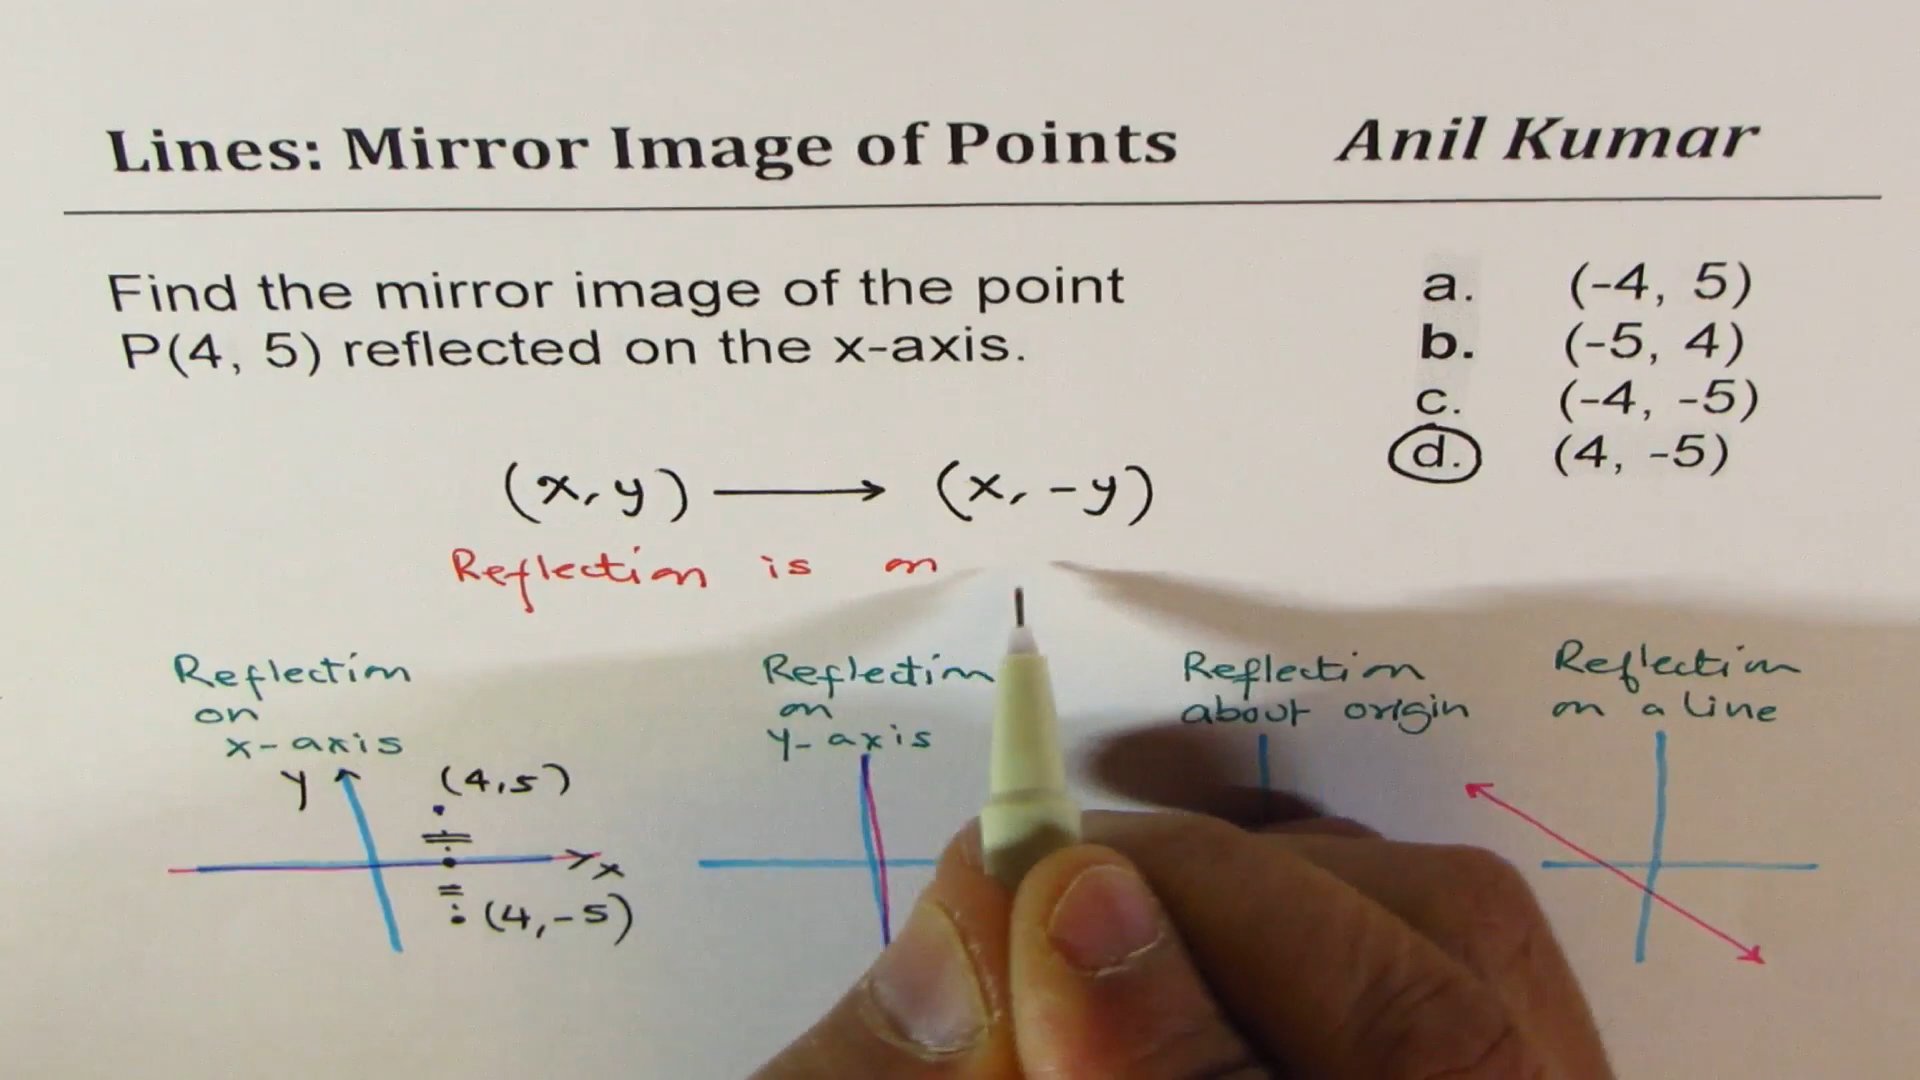 Lines: Mirror Image of Points Anil Kumar
Find the mirror image of the point
P(4, 5) reflected on the x-axis.
a. (-4, 5)
b. (-5, 4)
c. (-4, -5)
d. (4, -5)
(x, y) ⟶ (x, -y)
Reflection is an
Reflection
on
x-axis
y
(4,5)
x
(4,-5)
Reflection
on
y-axis
Reflection
about origin
Reflection
on a line